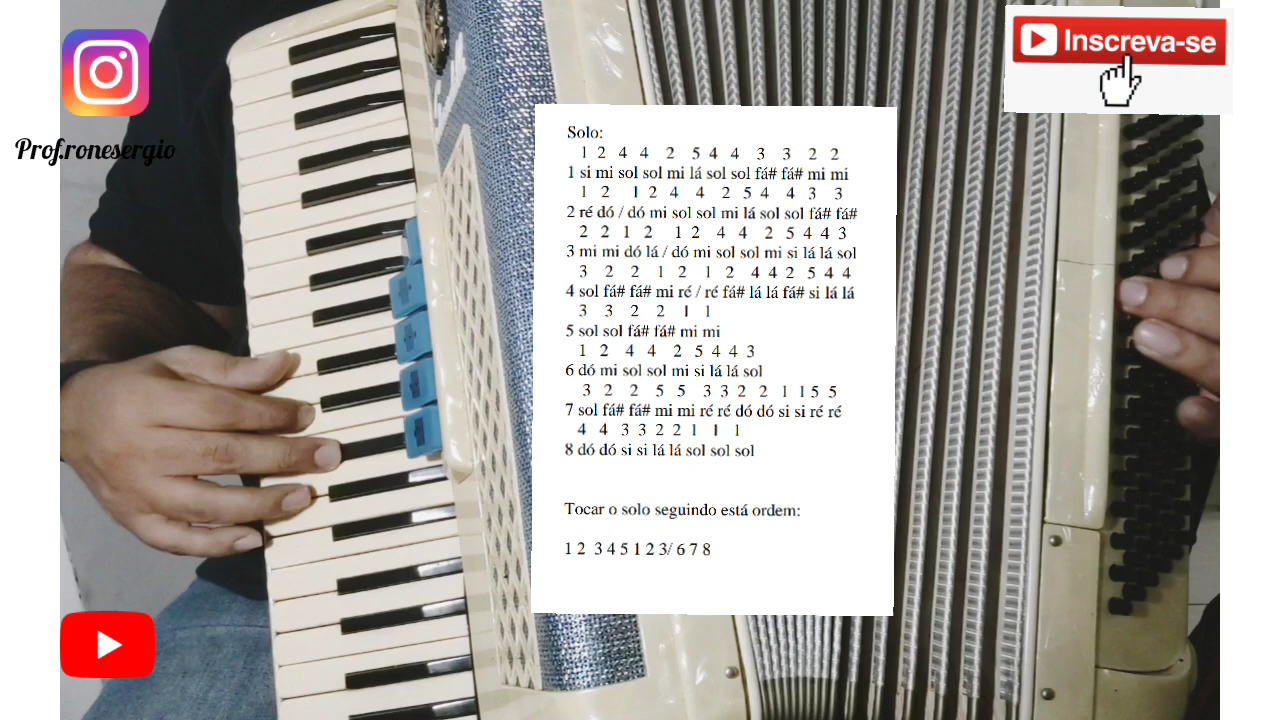 Inscreva-se
Prof.ronesergio
Solo:
1 2 4 4 2 5 4 4 3 3 2 2
1 si mi sol sol mi lá sol sol fá# fá# mi mi
1 2 1 2 4 4 2 5 4 4 3 3
2 ré dó / dó mi sol sol mi lá sol sol fá# fá#
2 2 1 2 1 2 4 4 2 5 4 4 3
3 mi mi dó lá / dó mi sol sol mi si lá lá sol
3 2 2 1 2 1 2 4 4 2 5 4 4
4 sol fá# fá# mi ré / ré fá# lá lá fá# si lá lá
3 3 2 2 1 1
5 sol sol fá# fá# mi mi
1 2 4 4 2 5 4 4 3
6 dó mi sol sol mi si lá lá sol
3 2 2 5 5 3 3 2 2 1 1 5 5
7 sol fá# fá# mi mi ré ré dó dó si si ré ré
4 4 3 3 2 2 1 1 1
8 dó dó si si lá lá sol sol sol
Tocar o solo seguindo está ordem:
1 2 3 4 5 1 2 3/ 6 7 8